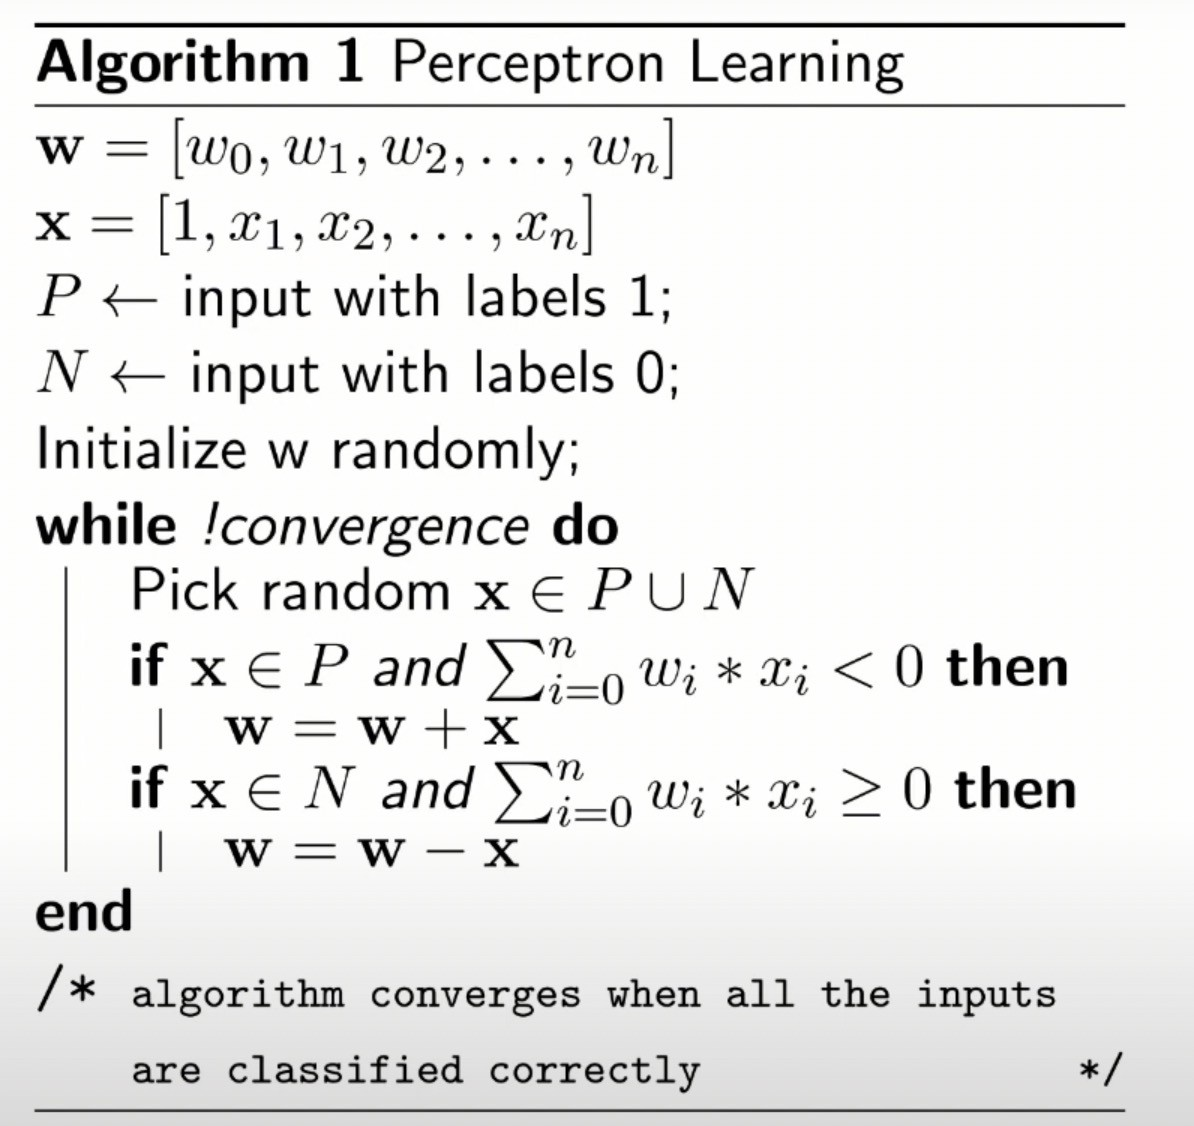 Algorithm 1 Perceptron Learning
w = [w₀, w₁, w₂, . . . , wₙ]
x = [1, x₁, x₂, . . . , xₙ]
P ← input with labels 1;
N ← input with labels 0;
Initialize w randomly;
while !convergence do
Pick random x ∈ P ∪ N
if x ∈ P and ∑ⁿᵢ₌₀ wᵢ * xᵢ < 0 then
w = w + x
if x ∈ N and ∑ⁿᵢ₌₀ wᵢ * xᵢ ≥ 0 then
w = w − x
end
/* algorithm converges when all the inputs
are classified correctly */